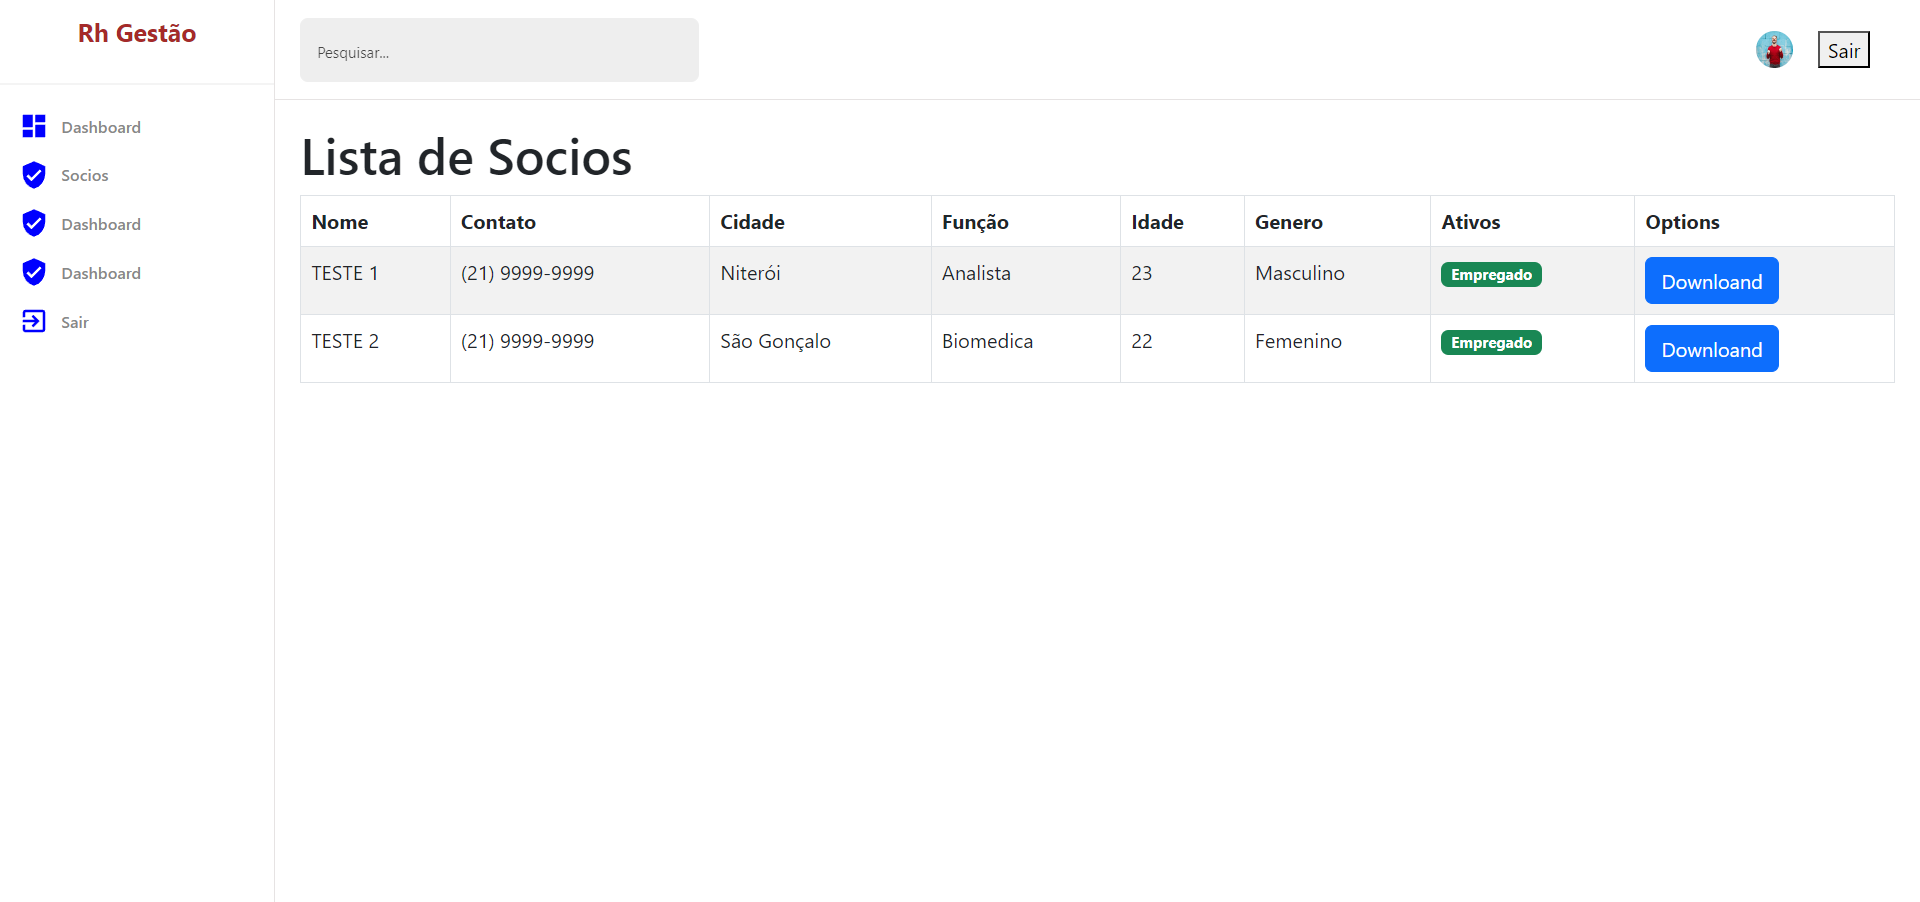 Rh Gestão
Pesquisar...
Sair
Dashboard
Socios
Dashboard
Dashboard
Sair
Lista de Socios
Nome Contato Cidade Função Idade Genero Ativos Options
TESTE 1 (21) 9999-9999 Niterói Analista 23 Masculino Empregado Downloand
TESTE 2 (21) 9999-9999 São Gonçalo Biomedica 22 Femenino Empregado Downloand